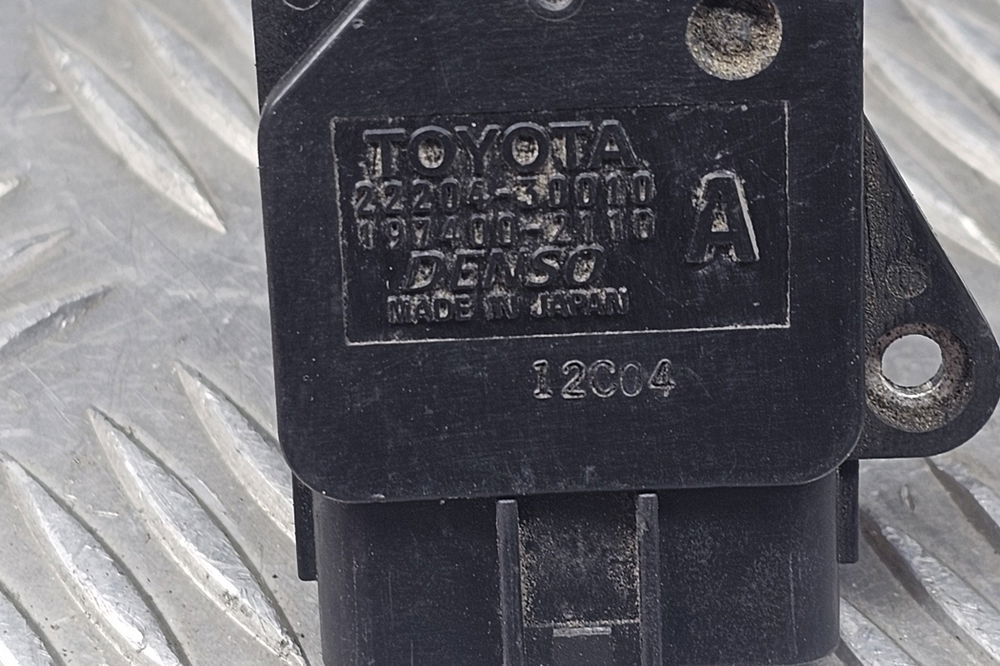 TOYOTA
22204-30010
197400-2110
A
DENSO
MADE IN JAPAN
12C04